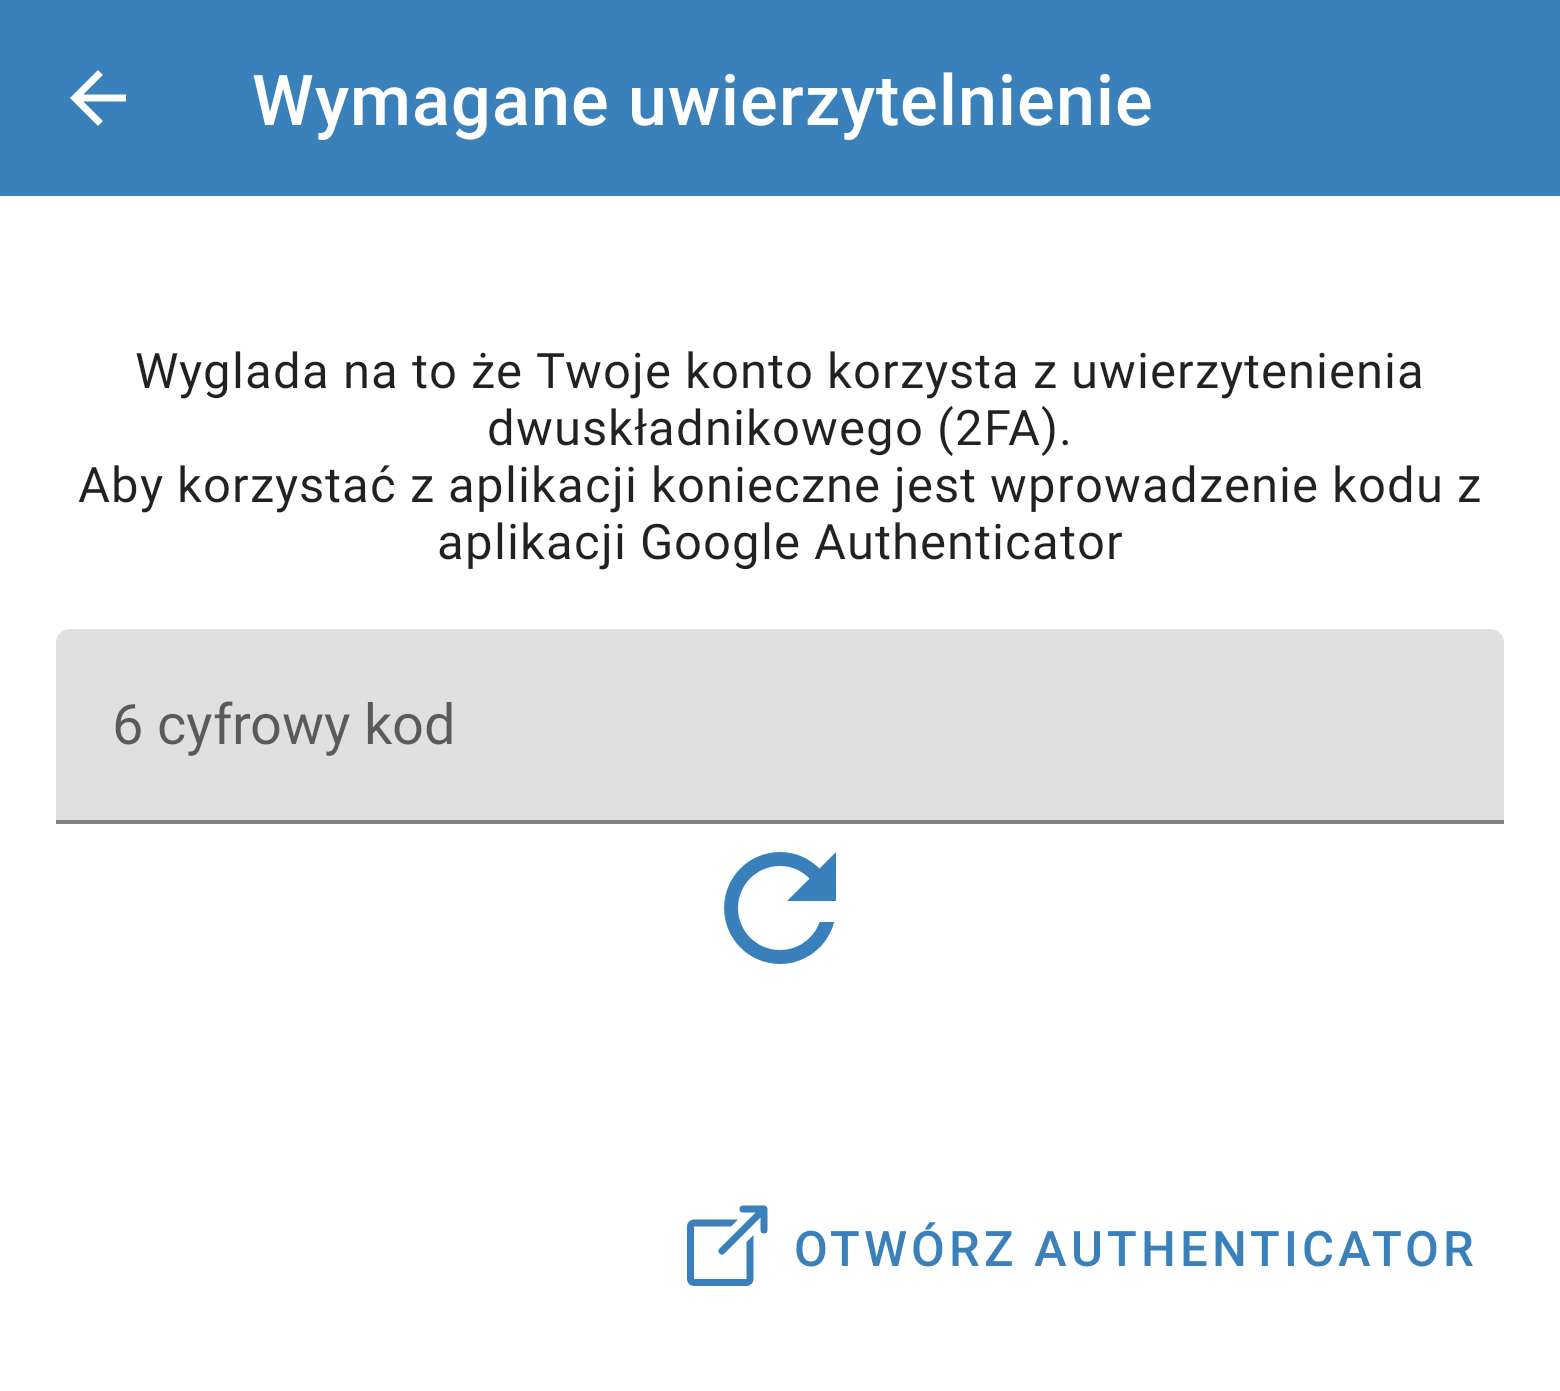 Wymagane uwierzytelnienie
Wyglada na to że Twoje konto korzysta z uwierzytenienia
dwuskładnikowego (2FA).
Aby korzystać z aplikacji konieczne jest wprowadzenie kodu z
aplikacji Google Authenticator
6 cyfrowy kod
OTWÓRZ AUTHENTICATOR